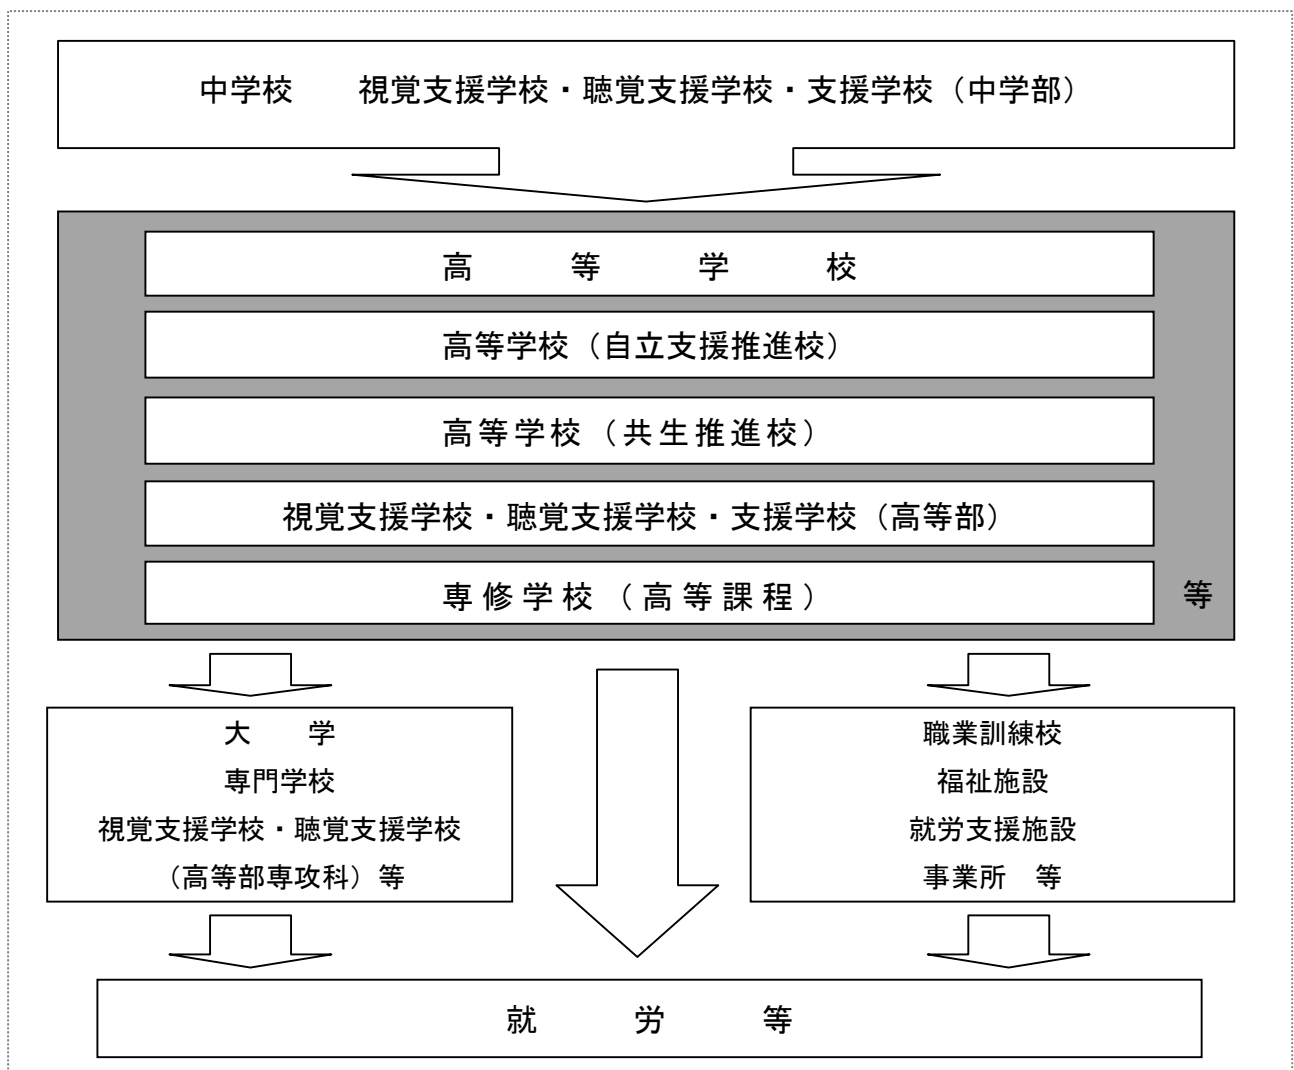 中学校　　視覚支援学校・聴覚支援学校・支援学校（中学部）
高　等　学　校
高等学校（自立支援推進校）
高等学校（共生推進校）
視覚支援学校・聴覚支援学校・支援学校（高等部）
専修学校（高等課程）
等
大　学
専門学校
視覚支援学校・聴覚支援学校
（高等部専攻科）等
職業訓練校
福祉施設
就労支援施設
事業所　等
就　労　等